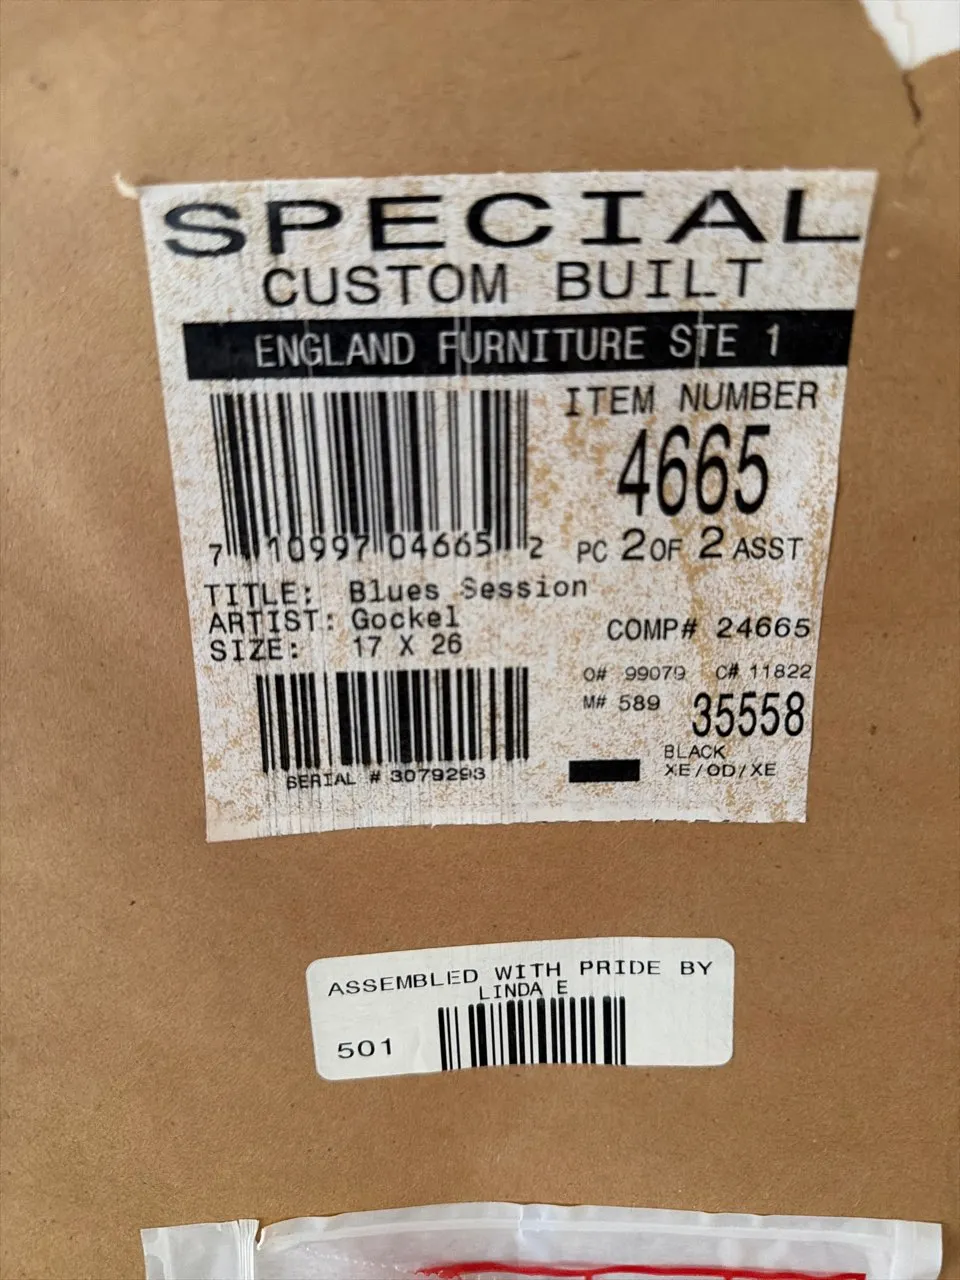 SPECIAL
CUSTOM BUILT
ENGLAND FURNITURE STE 1
ITEM NUMBER
4665
7 10997 04665 2
PC 2 OF 2 ASST
TITLE: Blues Session
ARTIST: Gockel
SIZE: 17 X 26
COMP# 24665
O# 99079 C# 11822
M# 589 35558
BLACK
XE/OD/XE
SERIAL # 3079293
ASSEMBLED WITH PRIDE BY
LINDA E
501